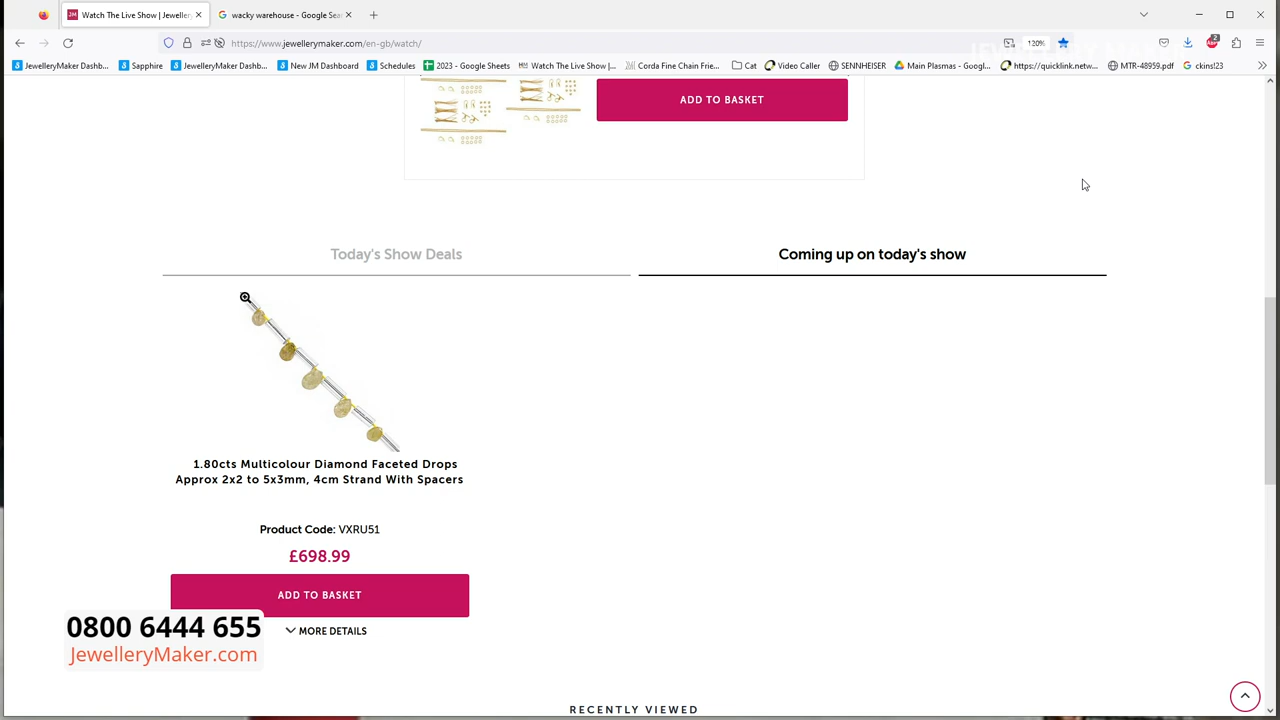 Watch The Live Show | Jewellery
wacky warehouse - Google Sear
https://www.jewellerymaker.com/en-gb/watch/
120%
2
JewelleryMaker Dashb...
Sapphire
JewelleryMaker Dashb...
New JM Dashboard
Schedules
2023 - Google Sheets
Watch The Live Show |...
Corda Fine Chain Frie...
Cat
Video Caller
SENNHEISER
Main Plasmas - Googl...
https://quicklink.netw...
MTR-48959.pdf
ckins!23
ADD TO BASKET
Today's Show Deals
Coming up on today's show
1.80cts Multicolour Diamond Faceted Drops
Approx 2x2 to 5x3mm, 4cm Strand With Spacers
Product Code: VXRU51
£698.99
ADD TO BASKET
MORE DETAILS
0800 6444 655
JewelleryMaker.com
RECENTLY VIEWED